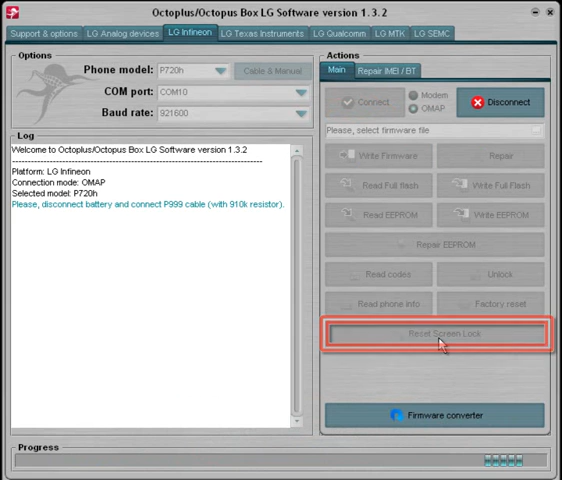 Octoplus/Octopus Box LG Software version 1.3.2
Support & options
LG Analog devices
LG Infineon
LG Texas Instruments
LG Qualcomm
LG MTK
LG SEMC
Options
Phone model:
P720h
Cable & Manual
COM port:
COM10
Baud rate:
921600
Log
Welcome to Octoplus/Octopus Box LG Software version 1.3.2
Platform: LG Infineon
Connection mode: OMAP
Selected model: P720h
Please, disconnect battery and connect P999 cable (with 910k resistor).
Actions
Main
Repair IMEI / BT
Connect
Modem
OMAP
Disconnect
Please, select firmware file
Write Firmware
Repair
Read Full flash
Write Full Flash
Read EEPROM
Write EEPROM
Repair EEPROM
Read codes
Unlock
Read phone info
Factory reset
Reset Screen Lock
Firmware converter
Progress